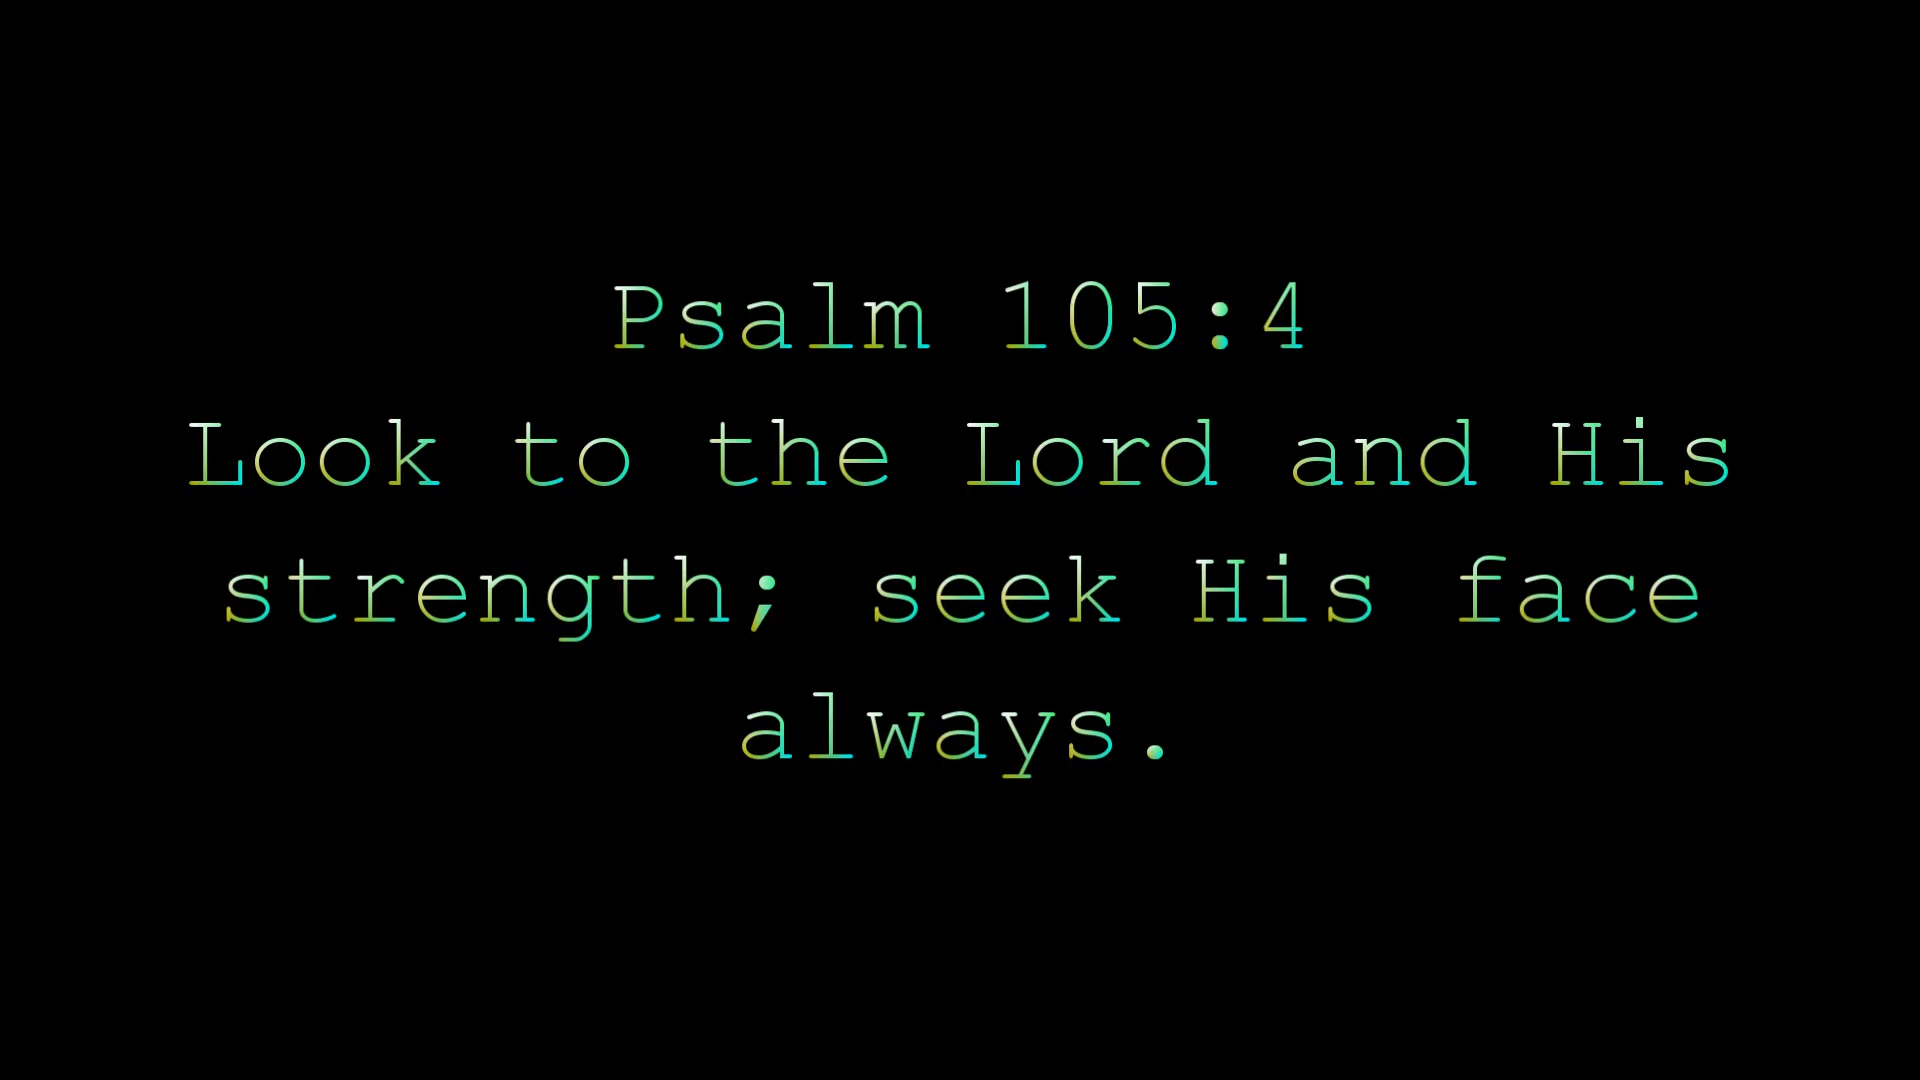 Psalm 105:4
Look to the Lord and His
strength; seek His face
always.